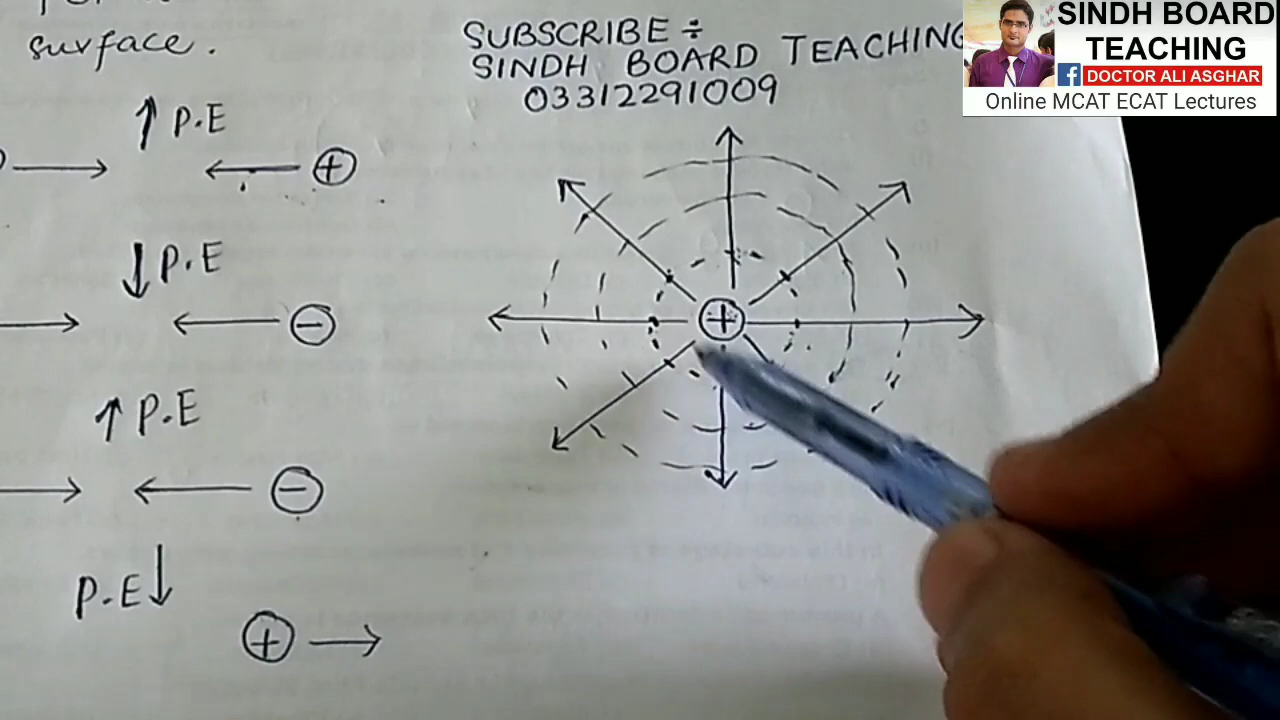 surface.
SUBSCRIBE ÷
SINDH BOARD TEACHING
03312291009
SINDH BOARD
TEACHING
f DOCTOR ALI ASGHAR
Online MCAT ECAT Lectures
↑ P.E
← +
↓ P.E
← −
↑ P.E
← −
P.E ↓
+ →
+